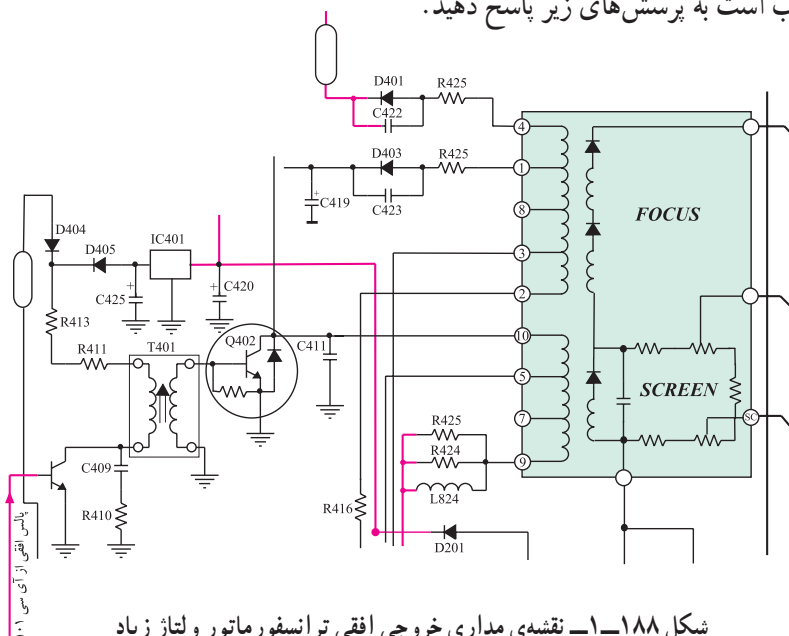 ب است به پرسش‌های زیر پاسخ دهید.
D401
R425
C422
4
D403
R425
1
C419
C423
8
FOCUS
D404
D405
IC401
3
C425
C420
2
R413
Q402
10
R411
T401
C411
5
SCREEN
7
SC
R425
R424
9
C409
L824
R416
R410
D201
پالس افقی از آی سی ۰۱
شکل ۱۸۸ــ۱ــ نقشه‌ی مداری خروجی افقی ترانسفورماتور ولتاژ زیاد